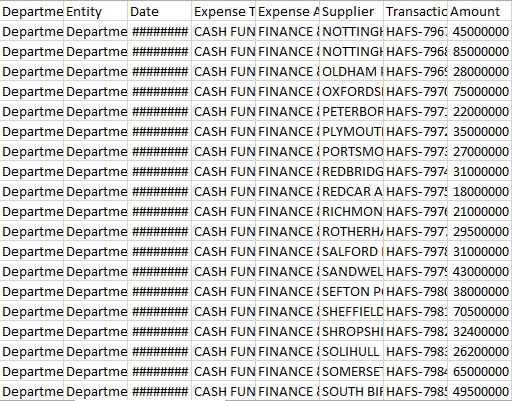 Departme Entity Date Expense T Expense A Supplier Transactic Amount
Departme Departme ######## CASH FUN FINANCE & NOTTINGH HAFS-7967 45000000
Departme Departme ######## CASH FUN FINANCE & NOTTINGH HAFS-7968 85000000
Departme Departme ######## CASH FUN FINANCE & OLDHAM P HAFS-7969 28000000
Departme Departme ######## CASH FUN FINANCE & OXFORDSI HAFS-7970 75000000
Departme Departme ######## CASH FUN FINANCE & PETERBOR HAFS-7971 22000000
Departme Departme ######## CASH FUN FINANCE & PLYMOUTI HAFS-7972 35000000
Departme Departme ######## CASH FUN FINANCE & PORTSMO HAFS-7973 27000000
Departme Departme ######## CASH FUN FINANCE & REDBRIDG HAFS-7974 31000000
Departme Departme ######## CASH FUN FINANCE & REDCAR A HAFS-7975 18000000
Departme Departme ######## CASH FUN FINANCE & RICHMON HAFS-7976 21000000
Departme Departme ######## CASH FUN FINANCE & ROTHERHA HAFS-7977 29500000
Departme Departme ######## CASH FUN FINANCE & SALFORD HAFS-7978 31000000
Departme Departme ######## CASH FUN FINANCE & SANDWEL HAFS-7979 43000000
Departme Departme ######## CASH FUN FINANCE & SEFTON P HAFS-7980 38000000
Departme Departme ######## CASH FUN FINANCE & SHEFFIELD HAFS-7981 70500000
Departme Departme ######## CASH FUN FINANCE & SHROPSHI HAFS-7982 32400000
Departme Departme ######## CASH FUN FINANCE & SOLIHULL HAFS-7983 26200000
Departme Departme ######## CASH FUN FINANCE & SOMERSET HAFS-7984 65000000
Departme Departme ######## CASH FUN FINANCE & SOUTH BIR HAFS-7985 49500000